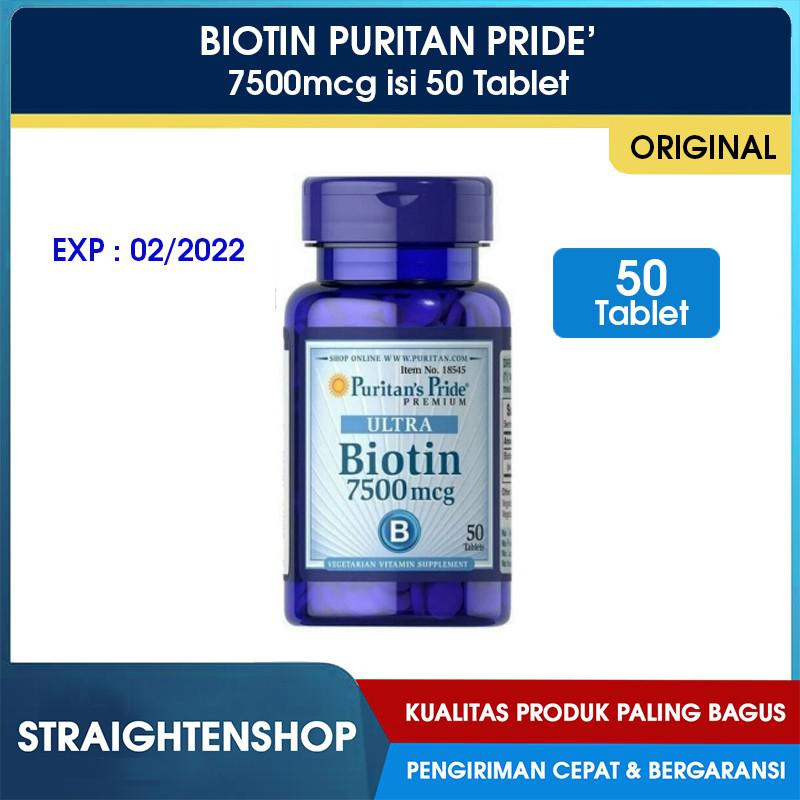 BIOTIN PURITAN PRIDE’
7500mcg isi 50 Tablet
ORIGINAL
EXP : 02/2022
50
Tablet
SHOP ONLINE WWW.PURITAN.COM
Item No. 18545
Puritan's Pride®
PREMIUM
ULTRA
Biotin
7500 mcg
B
50
Tablets
VEGETARIAN VITAMIN SUPPLEMENT
STRAIGHTENSHOP
KUALITAS PRODUK PALING BAGUS
PENGIRIMAN CEPAT & BERGARANSI